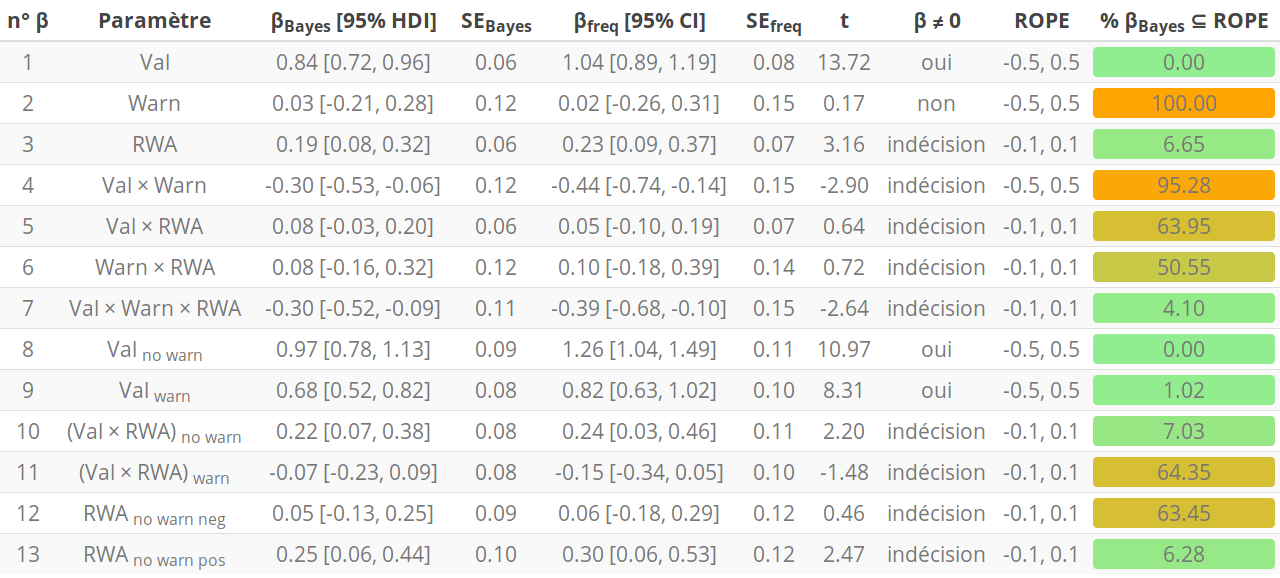 n° β Paramètre βBayes [95% HDI] SEBayes βfreq [95% CI] SEfreq t β ≠ 0 ROPE % βBayes ⊆ ROPE
1 Val 0.84 [0.72, 0.96] 0.06 1.04 [0.89, 1.19] 0.08 13.72 oui -0.5, 0.5 0.00
2 Warn 0.03 [-0.21, 0.28] 0.12 0.02 [-0.26, 0.31] 0.15 0.17 non -0.5, 0.5 100.00
3 RWA 0.19 [0.08, 0.32] 0.06 0.23 [0.09, 0.37] 0.07 3.16 indécision -0.1, 0.1 6.65
4 Val × Warn -0.30 [-0.53, -0.06] 0.12 -0.44 [-0.74, -0.14] 0.15 -2.90 indécision -0.5, 0.5 95.28
5 Val × RWA 0.08 [-0.03, 0.20] 0.06 0.05 [-0.10, 0.19] 0.07 0.64 indécision -0.1, 0.1 63.95
6 Warn × RWA 0.08 [-0.16, 0.32] 0.12 0.10 [-0.18, 0.39] 0.14 0.72 indécision -0.1, 0.1 50.55
7 Val × Warn × RWA -0.30 [-0.52, -0.09] 0.11 -0.39 [-0.68, -0.10] 0.15 -2.64 indécision -0.1, 0.1 4.10
8 Val no warn 0.97 [0.78, 1.13] 0.09 1.26 [1.04, 1.49] 0.11 10.97 oui -0.5, 0.5 0.00
9 Val warn 0.68 [0.52, 0.82] 0.08 0.82 [0.63, 1.02] 0.10 8.31 oui -0.5, 0.5 1.02
10 (Val × RWA) no warn 0.22 [0.07, 0.38] 0.08 0.24 [0.03, 0.46] 0.11 2.20 indécision -0.1, 0.1 7.03
11 (Val × RWA) warn -0.07 [-0.23, 0.09] 0.08 -0.15 [-0.34, 0.05] 0.10 -1.48 indécision -0.1, 0.1 64.35
12 RWA no warn neg 0.05 [-0.13, 0.25] 0.09 0.06 [-0.18, 0.29] 0.12 0.46 indécision -0.1, 0.1 63.45
13 RWA no warn pos 0.25 [0.06, 0.44] 0.10 0.30 [0.06, 0.53] 0.12 2.47 indécision -0.1, 0.1 6.28